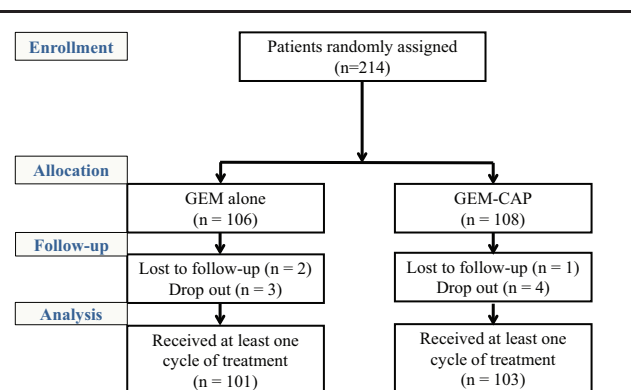 Enrollment
Patients randomly assigned
(n=214)
Allocation
GEM alone
(n = 106)
GEM-CAP
(n = 108)
Follow-up
Lost to follow-up (n = 2)
Drop out (n = 3)
Lost to follow-up (n = 1)
Drop out (n = 4)
Analysis
Received at least one
cycle of treatment
(n = 101)
Received at least one
cycle of treatment
(n = 103)